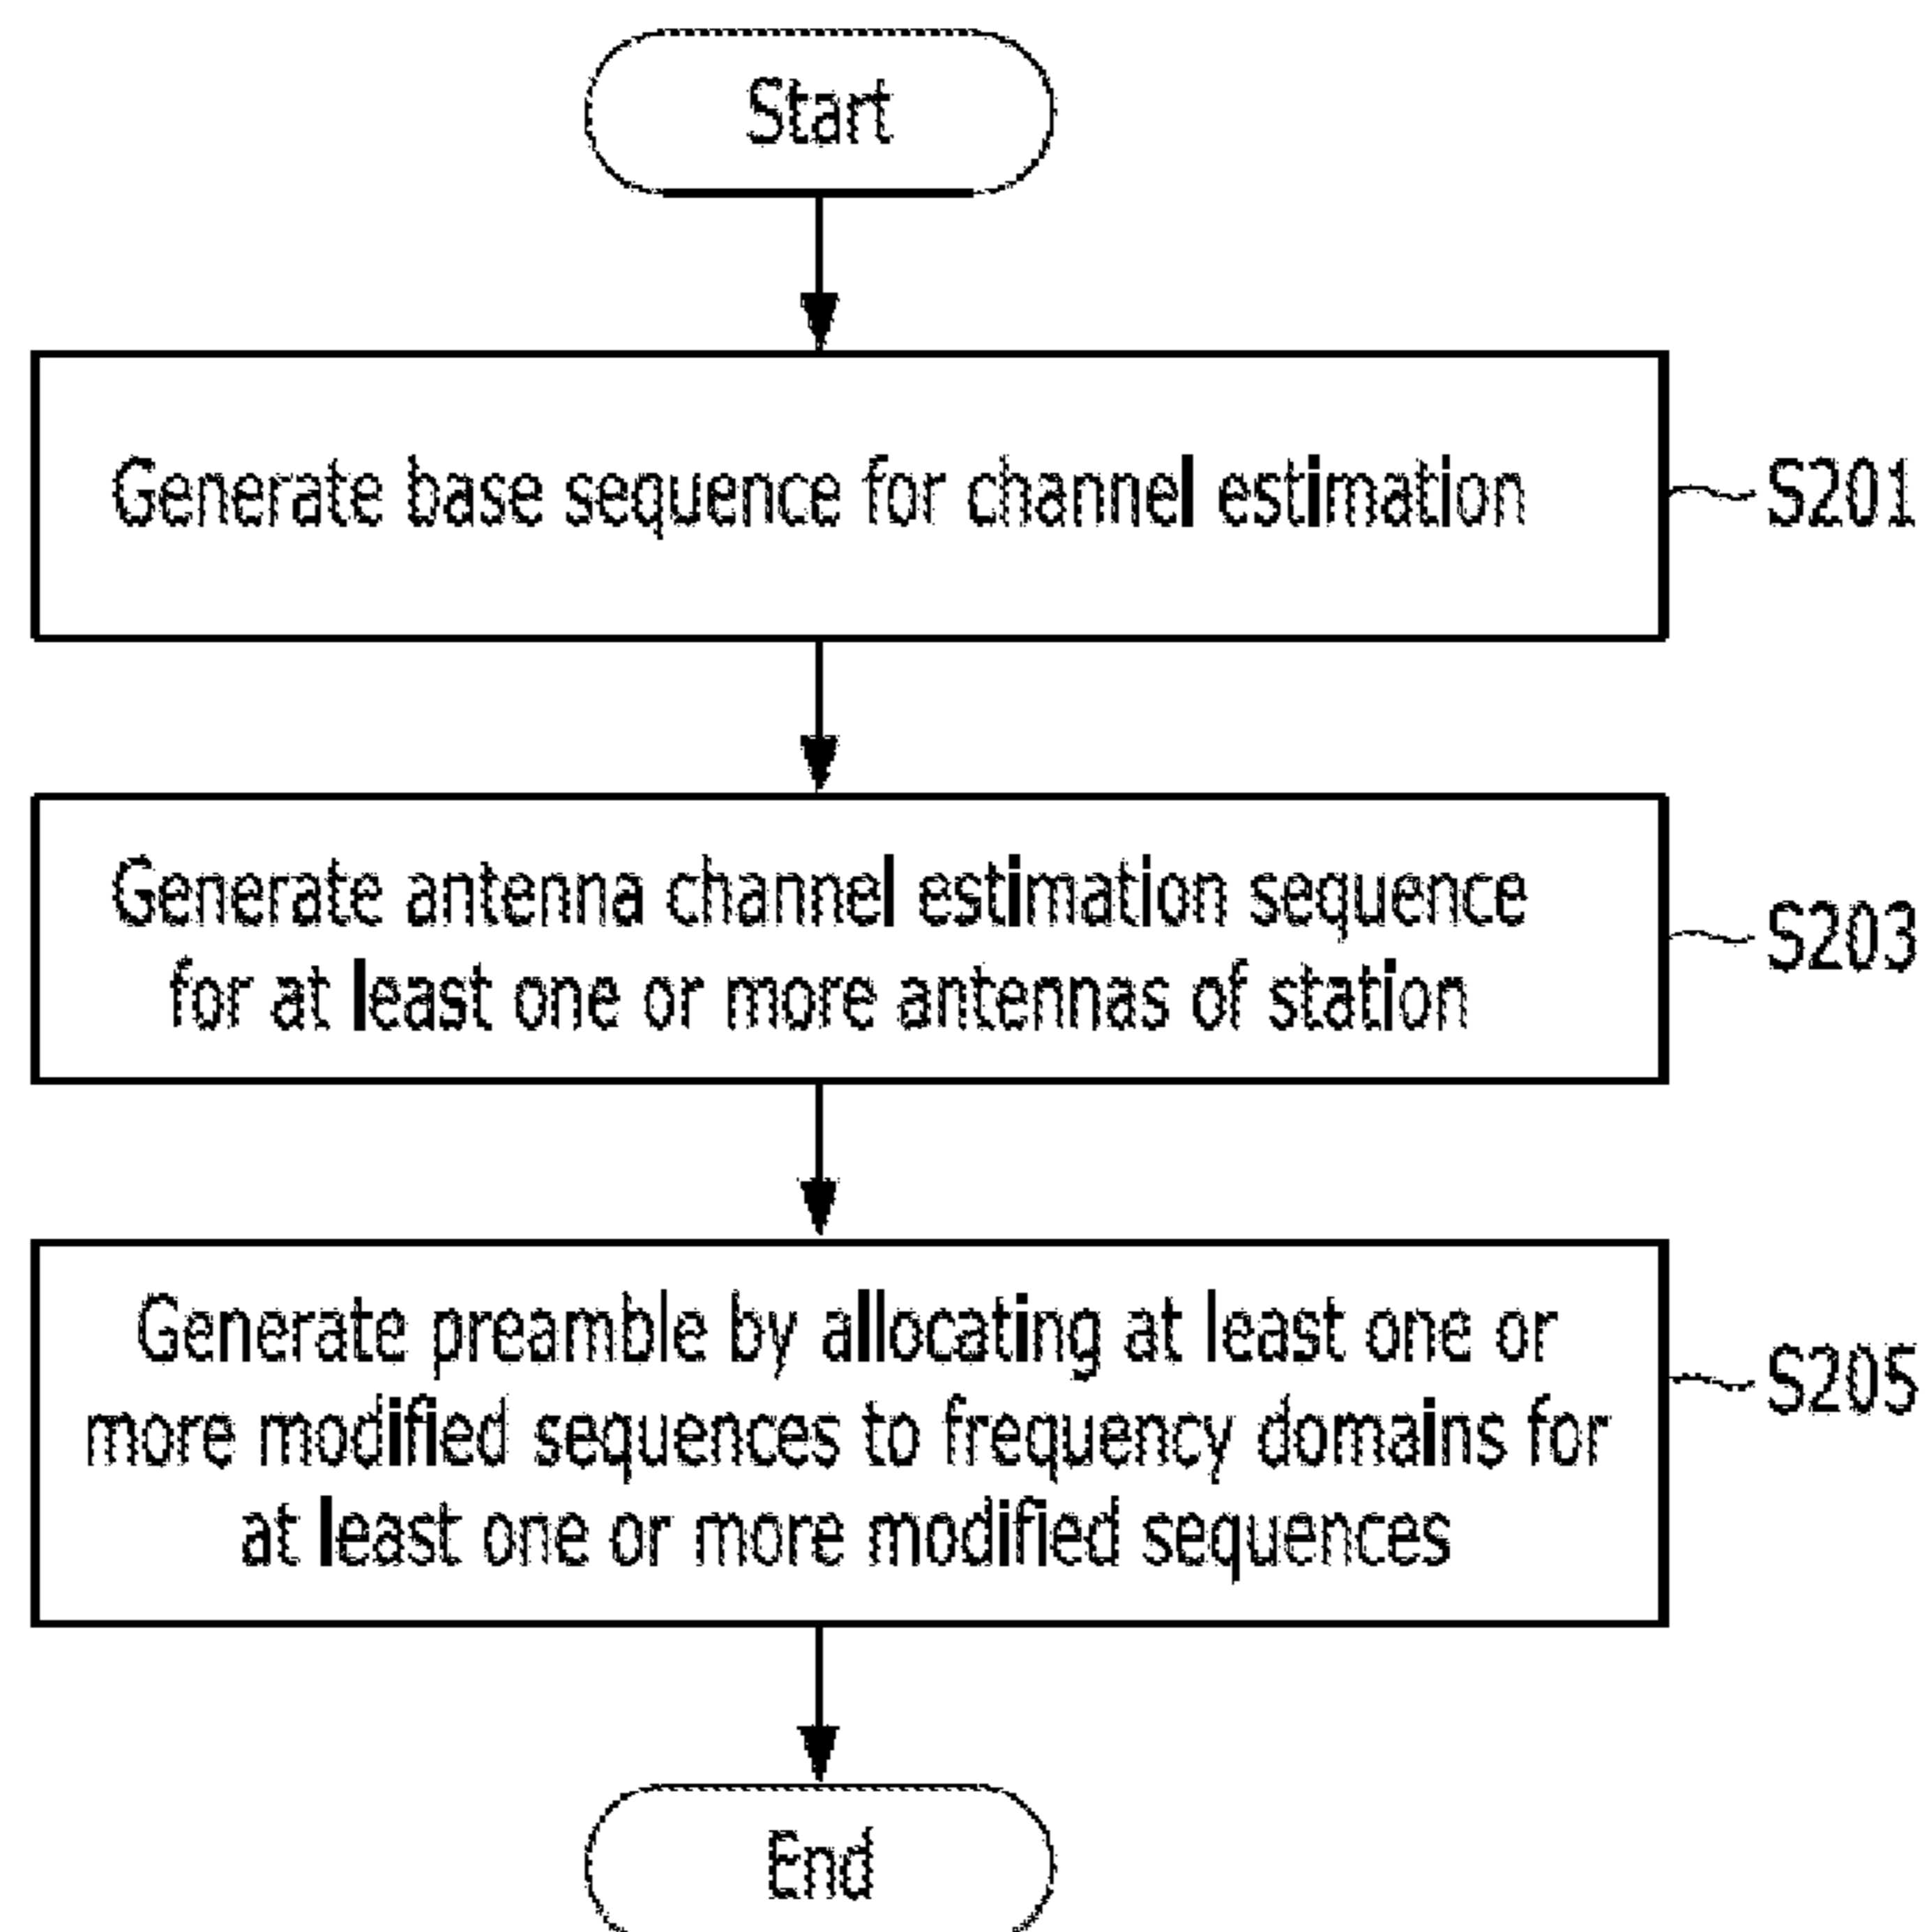 Start
Generate base sequence for channel estimation
S201
Generate antenna channel estimation sequence
for at least one or more antennas of station
S203
Generate preamble by allocating at least one or
more modified sequences to frequency domains for
at least one or more modified sequences
S205
End